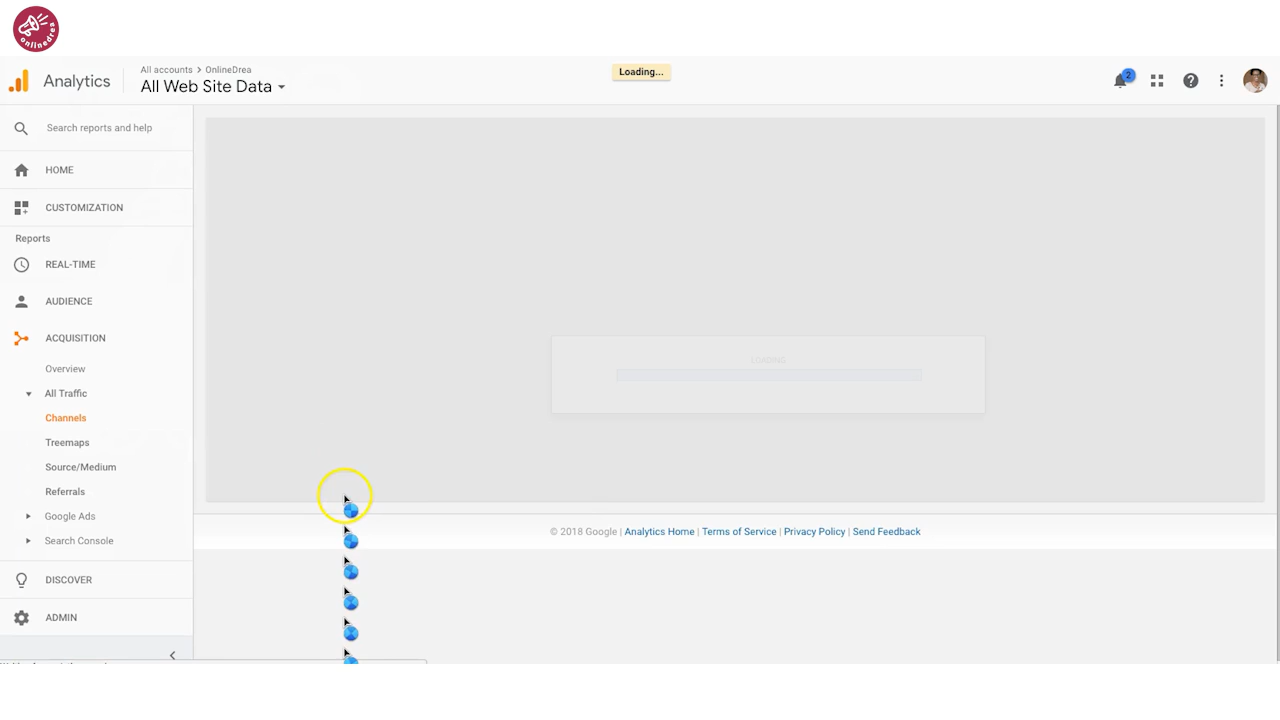 onlinedrea
Analytics
All accounts > OnlineDrea
All Web Site Data
Loading...
2
Search reports and help
HOME
CUSTOMIZATION
Reports
REAL-TIME
AUDIENCE
ACQUISITION
Overview
All Traffic
Channels
Treemaps
Source/Medium
Referrals
Google Ads
Search Console
DISCOVER
ADMIN
LOADING
© 2018 Google | Analytics Home | Terms of Service | Privacy Policy | Send Feedback